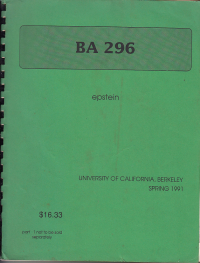 BA 296
epstein
UNIVERSITY OF CALIFORNIA, BERKELEY
SPRING 1991
$16.33